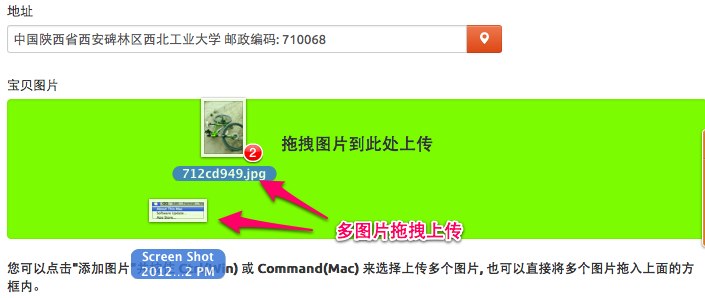 地址
中国陕西省西安碑林区西北工业大学 邮政编码: 710068
宝贝图片
2
拖拽图片到此处上传
712cd949.jpg
多图片拖拽上传
Screen Shot
2012...2 PM
您可以点击"添加图片" Ctrl(Win) 或 Command(Mac) 来选择上传多个图片, 也可以直接将多个图片拖入上面的方
框内。